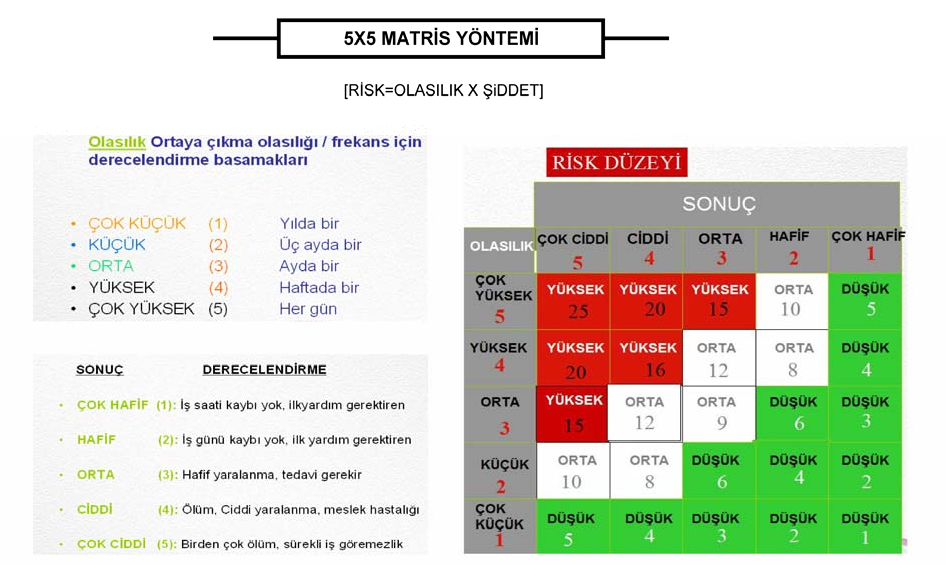 5X5 MATRİS YÖNTEMİ
[RİSK=OLASILIK X ŞiDDET]
Olasılık Ortaya çıkma olasılığı / frekans için
derecelendirme basamakları
• ÇOK KÜÇÜK (1) Yılda bir
• KÜÇÜK (2) Üç ayda bir
• ORTA (3) Ayda bir
• YÜKSEK (4) Haftada bir
• ÇOK YÜKSEK (5) Her gün
SONUÇ DERECELENDİRME
• ÇOK HAFİF (1): İş saati kaybı yok, ilkyardım gerektiren
• HAFİF (2): İş günü kaybı yok, ilk yardım gerektiren
• ORTA (3): Hafif yaralanma, tedavi gerekir
• CİDDİ (4): Ölüm, Ciddi yaralanma, meslek hastalığı
• ÇOK CİDDİ (5): Birden çok ölüm, sürekli iş göremezlik
RİSK DÜZEYİ
SONUÇ
OLASILIK ÇOK CİDDİ CİDDİ ORTA HAFİF ÇOK HAFİF
5 4 3 2 1
ÇOK
YÜKSEK YÜKSEK YÜKSEK YÜKSEK ORTA DÜŞÜK
5 25 20 15 10 5
YÜKSEK YÜKSEK YÜKSEK ORTA ORTA DÜŞÜK
4 20 16 12 8 4
ORTA YÜKSEK ORTA ORTA DÜŞÜK DÜŞÜK
3 15 12 9 6 3
KÜÇÜK ORTA ORTA DÜŞÜK DÜŞÜK DÜŞÜK
2 10 8 6 4 2
ÇOK
KÜÇÜK DÜŞÜK DÜŞÜK DÜŞÜK DÜŞÜK DÜŞÜK
1 5 4 3 2 1